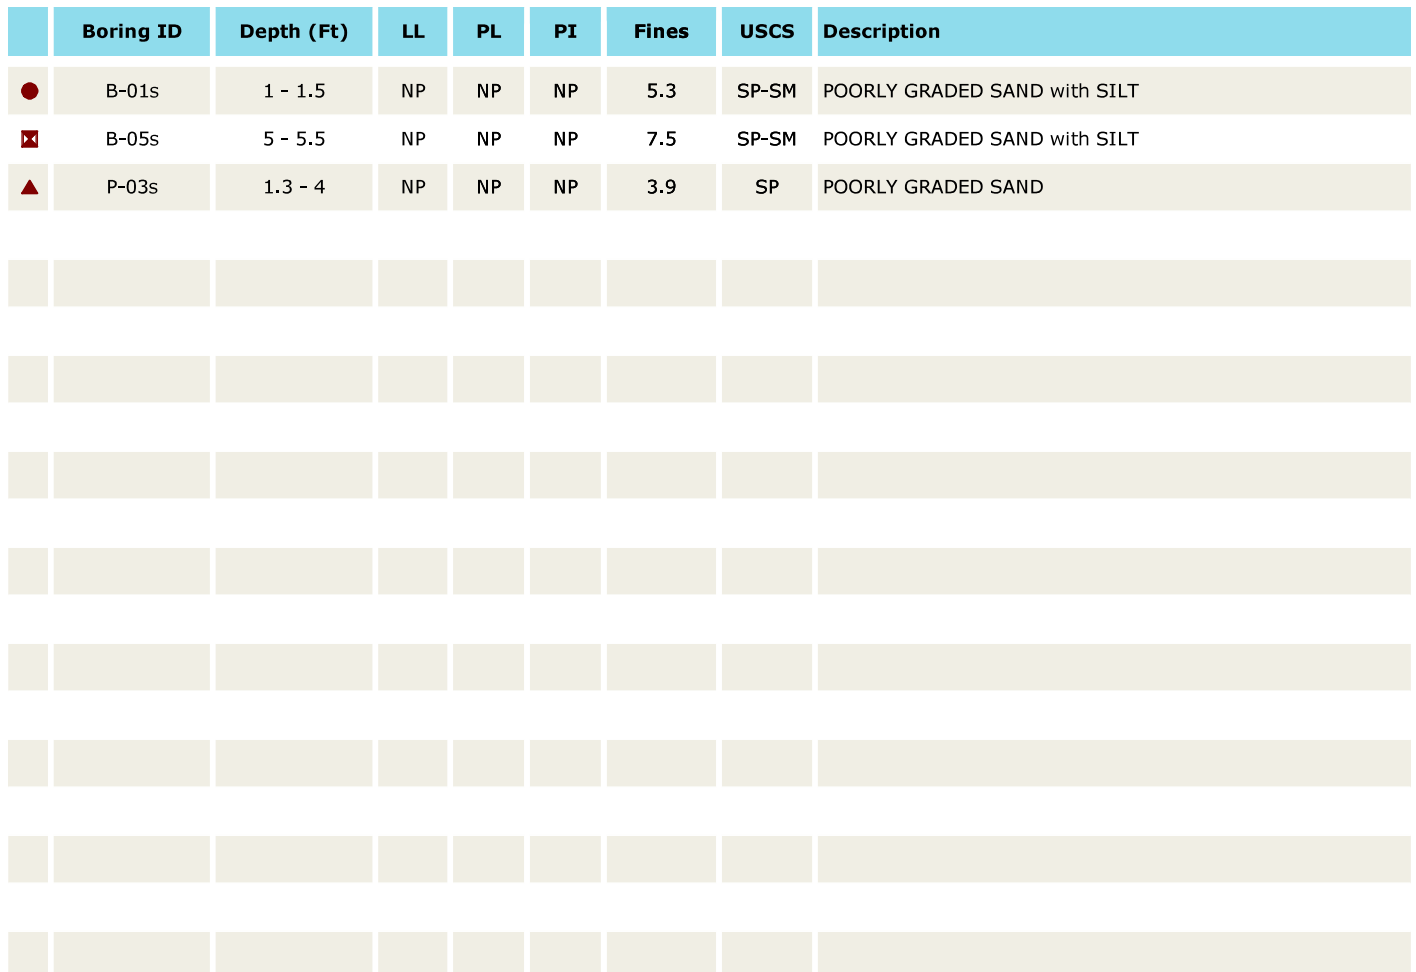 Boring ID Depth (Ft) LL PL PI Fines USCS Description
B-01s 1 - 1.5 NP NP NP 5.3 SP-SM POORLY GRADED SAND with SILT
B-05s 5 - 5.5 NP NP NP 7.5 SP-SM POORLY GRADED SAND with SILT
P-03s 1.3 - 4 NP NP NP 3.9 SP POORLY GRADED SAND